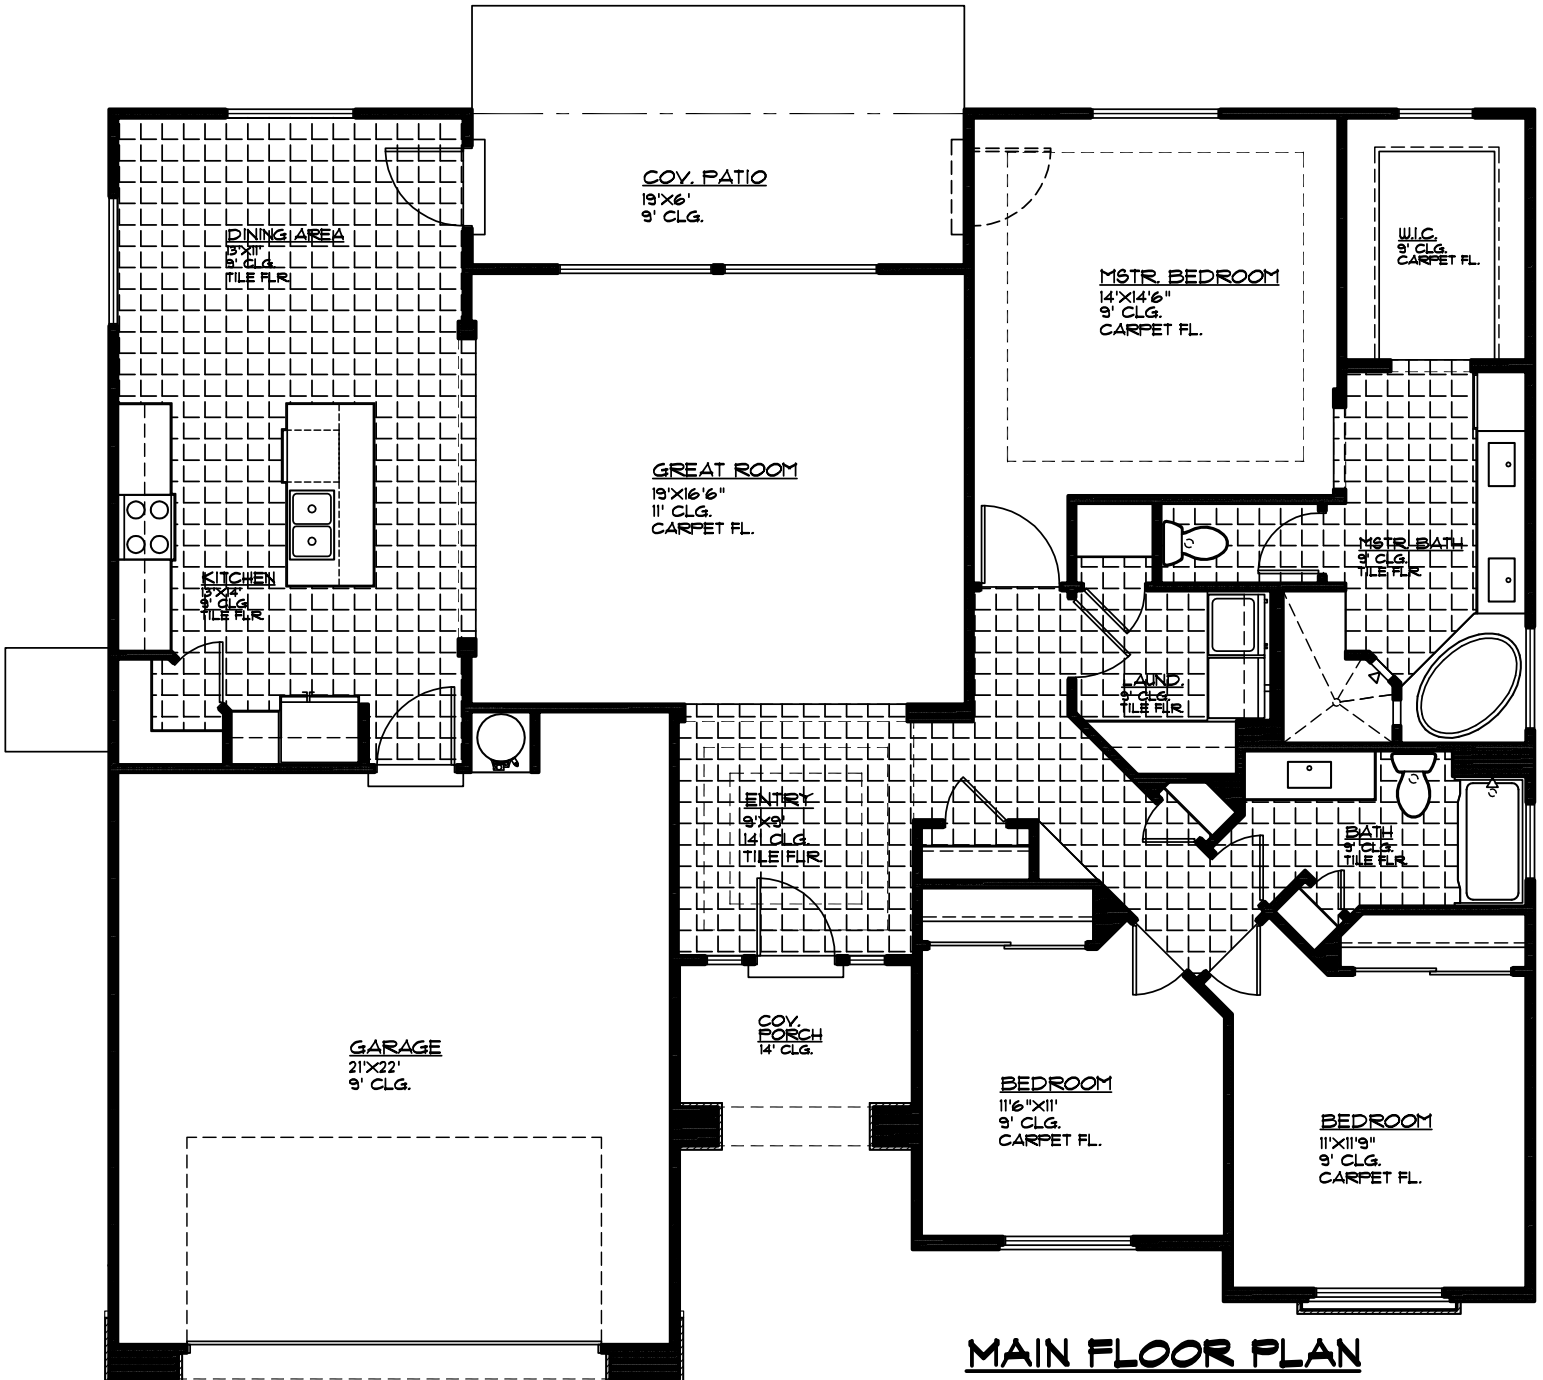 COV. PATIO
19'X6'
9' CLG.
DINING AREA
13'X11'
9' CLG.
TILE FLR.
MSTR. BEDROOM
14'X14'6"
9' CLG.
CARPET FL.
W.I.C.
9' CLG.
CARPET FL.
GREAT ROOM
19'X16'6"
11' CLG.
CARPET FL.
KITCHEN
13'X14'
9' CLG.
TILE FLR.
MSTR. BATH
9' CLG.
TILE FLR.
LAUND.
9' CLG.
TILE FLR.
ENTRY
9'X9'
14' CLG.
TILE FLR.
BATH
9' CLG.
TILE FLR.
COV.
PORCH
14' CLG.
GARAGE
21'X22'
9' CLG.
BEDROOM
11'6"X11'
9' CLG.
CARPET FL.
BEDROOM
11'X11'9"
9' CLG.
CARPET FL.
MAIN FLOOR PLAN